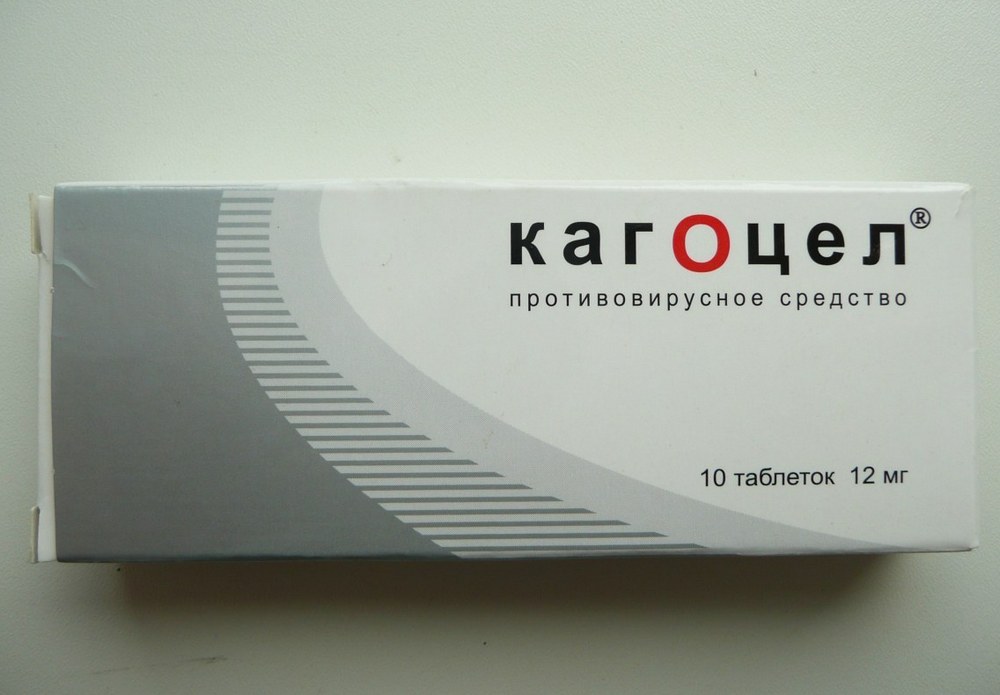 кагоцел®
противовирусное средство
10 таблеток 12 мг